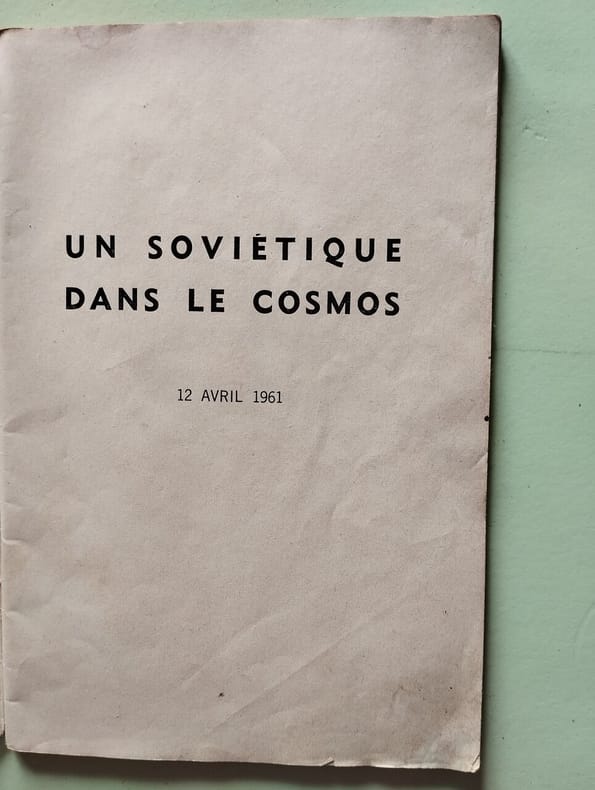 UN SOVIÉTIQUE
DANS LE COSMOS
12 AVRIL 1961